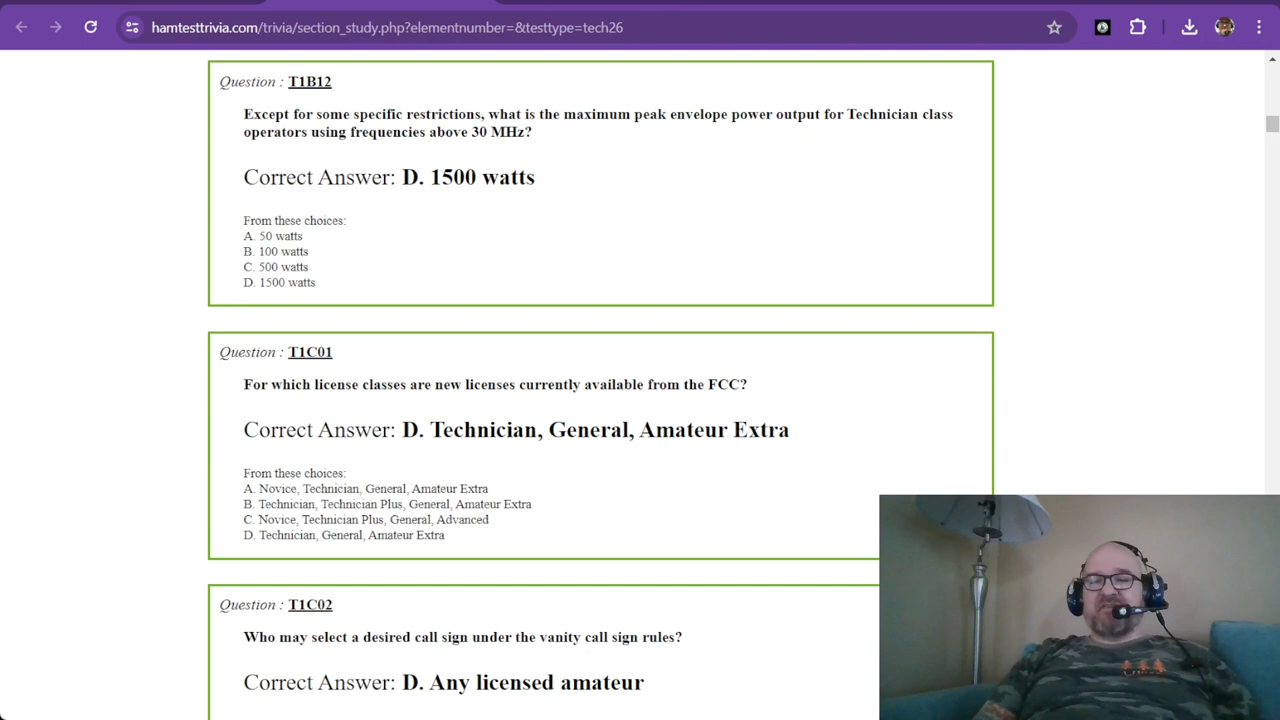 hamtesttrivia.com/trivia/section_study.php?elementnumber=&testtype=tech26
Question : T1B12
Except for some specific restrictions, what is the maximum peak envelope power output for Technician class
operators using frequencies above 30 MHz?
Correct Answer: D. 1500 watts
From these choices:
A. 50 watts
B. 100 watts
C. 500 watts
D. 1500 watts
Question : T1C01
For which license classes are new licenses currently available from the FCC?
Correct Answer: D. Technician, General, Amateur Extra
From these choices:
A. Novice, Technician, General, Amateur Extra
B. Technician, Technician Plus, General, Amateur Extra
C. Novice, Technician Plus, General, Advanced
D. Technician, General, Amateur Extra
Question : T1C02
Who may select a desired call sign under the vanity call sign rules?
Correct Answer: D. Any licensed amateur